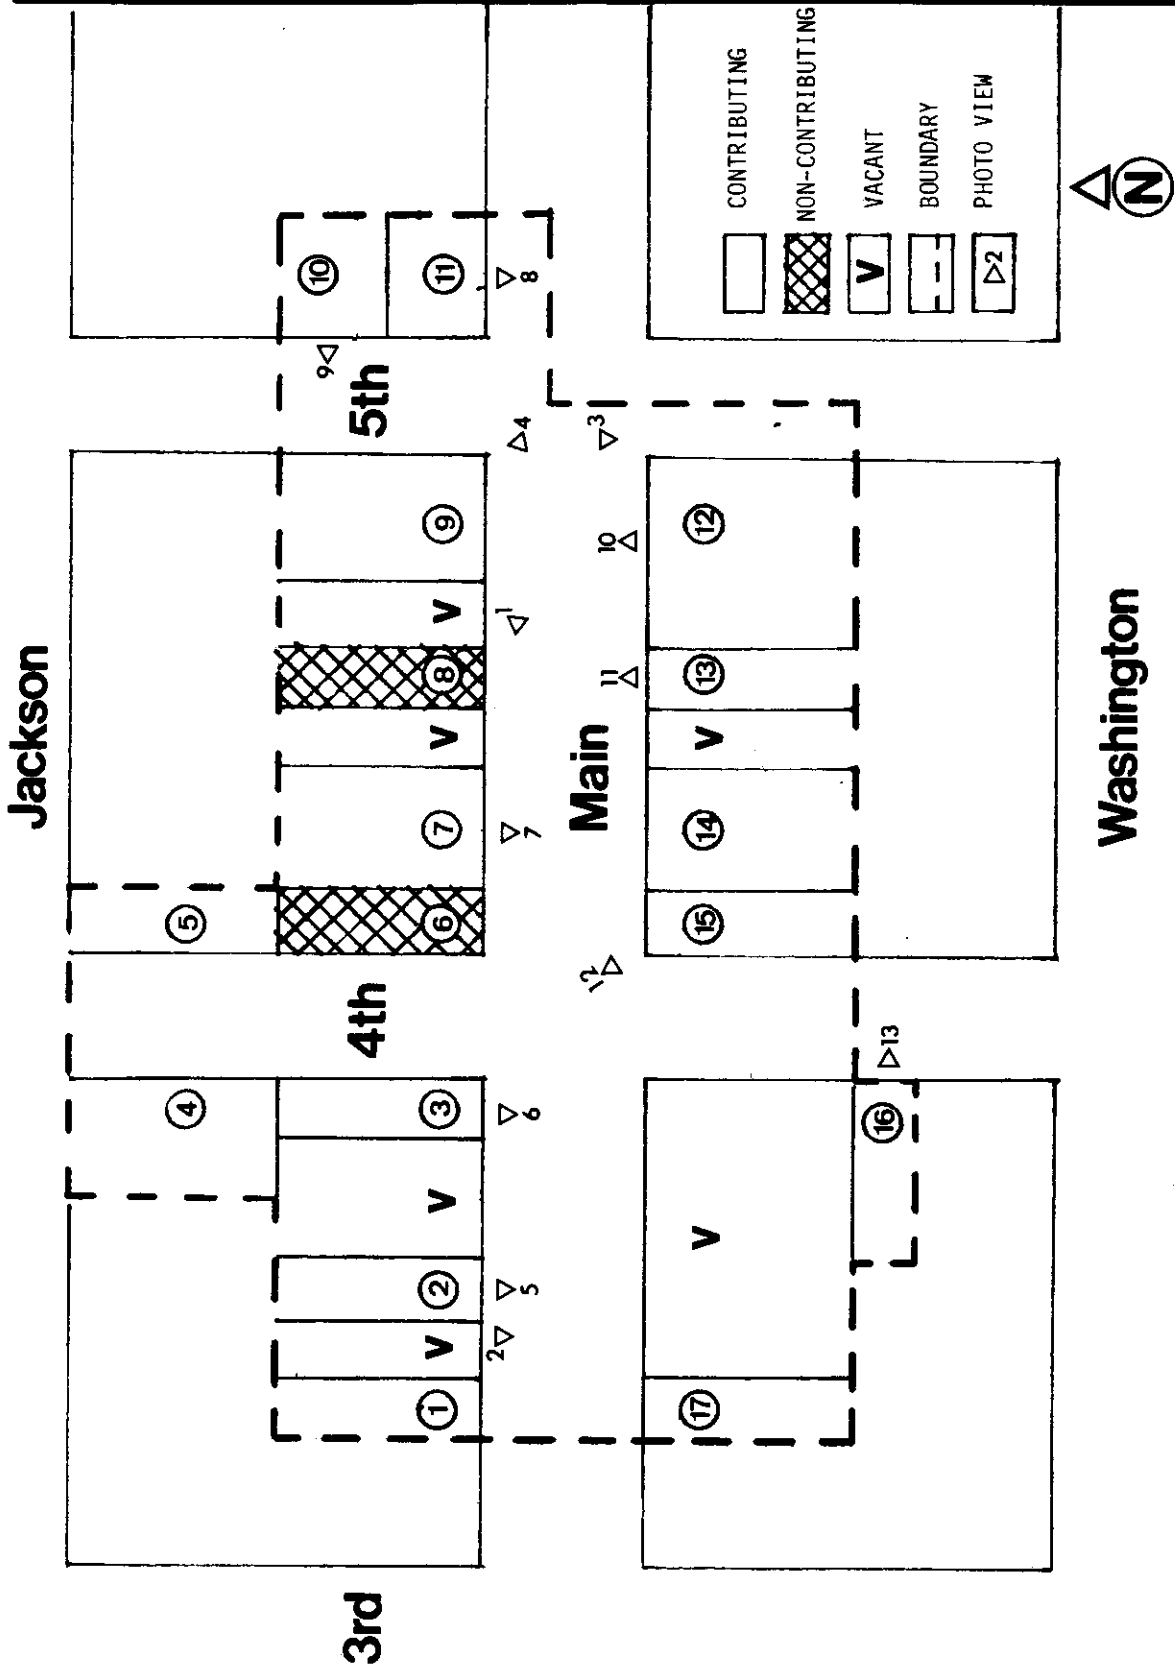 Jackson
4 5
10
9
3rd 4th 5th
1 V 2 V 3 6 7 V 8 V 9 11
2 1
5 6 7 4 8
Main
12 11 10 3
17 V 15 14 V 13 12
16
13
CONTRIBUTING
NON-CONTRIBUTING
V VACANT
BOUNDARY
2 PHOTO VIEW
Washington
N